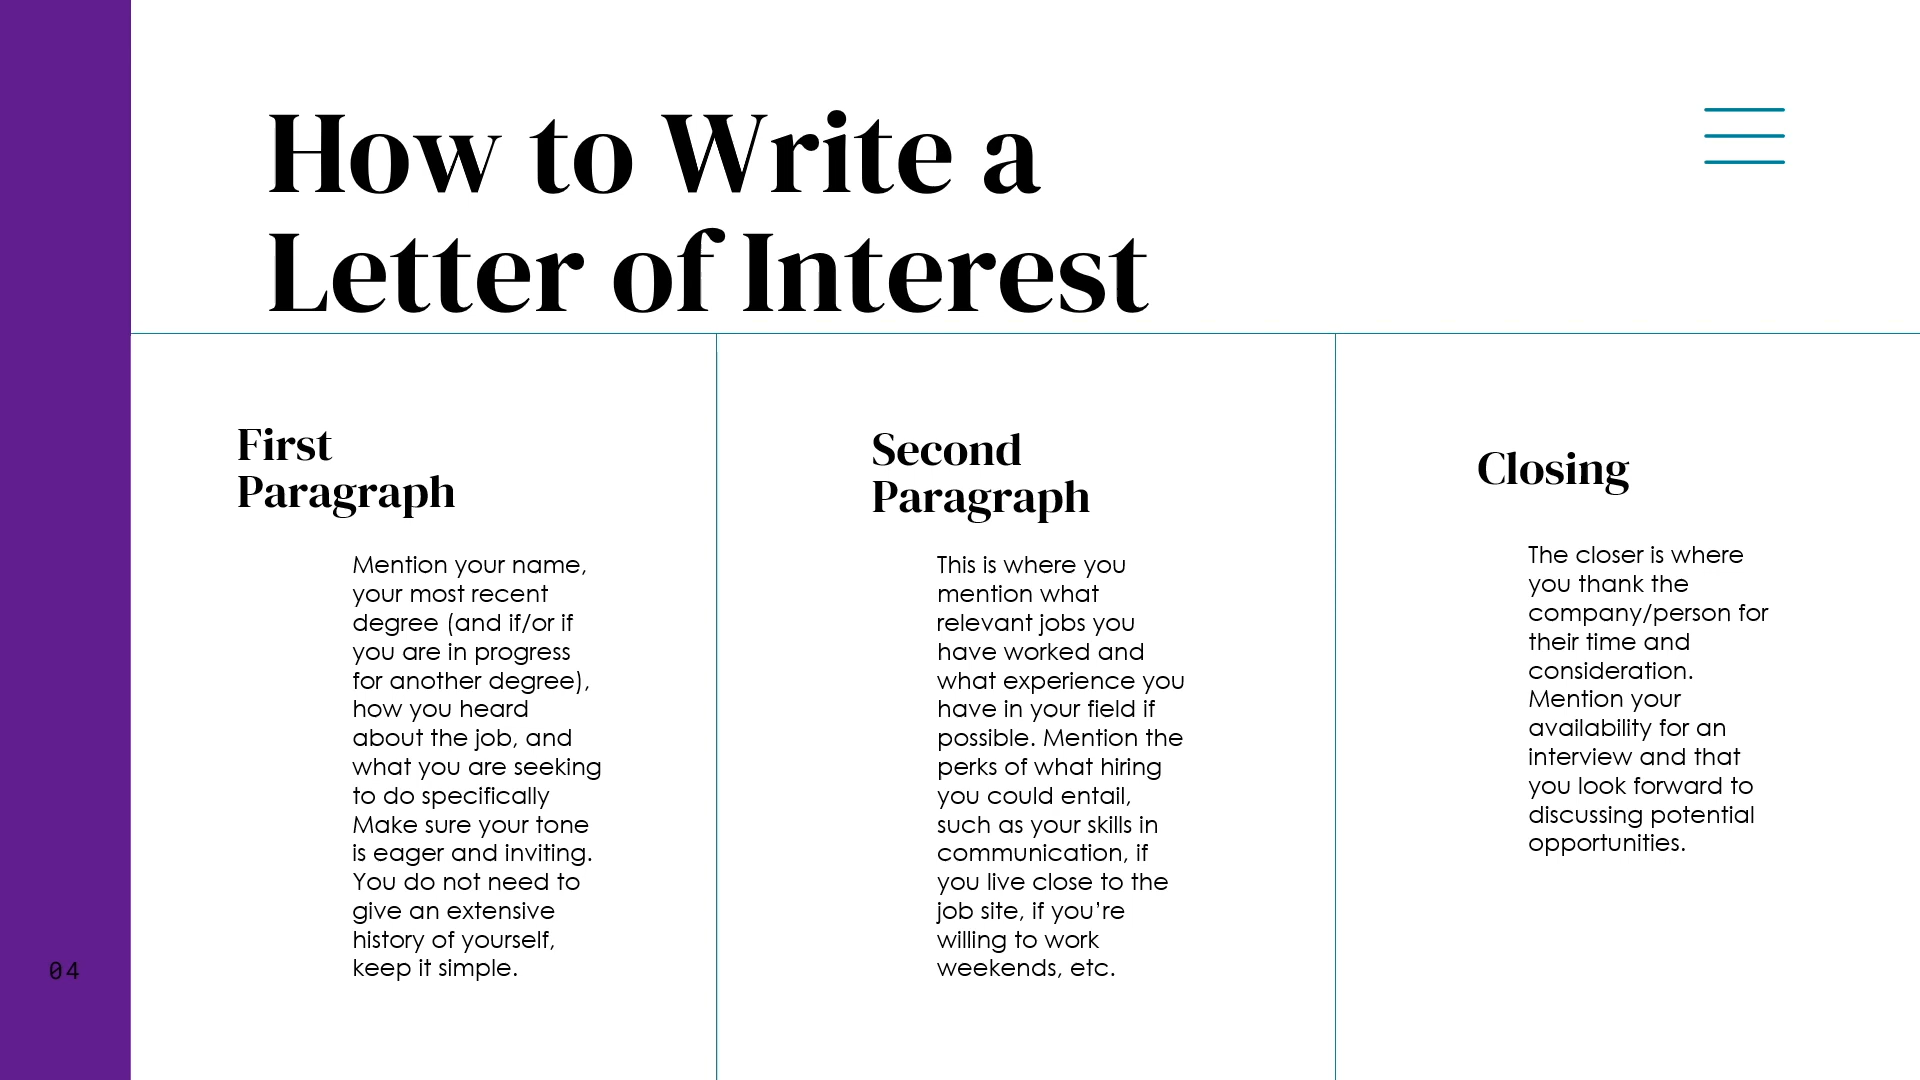 How to Write a
Letter of Interest
First
Paragraph
Mention your name,
your most recent
degree (and if/or if
you are in progress
for another degree),
how you heard
about the job, and
what you are seeking
to do specifically
Make sure your tone
is eager and inviting.
You do not need to
give an extensive
history of yourself,
keep it simple.
Second
Paragraph
This is where you
mention what
relevant jobs you
have worked and
what experience you
have in your field if
possible. Mention the
perks of what hiring
you could entail,
such as your skills in
communication, if
you live close to the
job site, if you’re
willing to work
weekends, etc.
Closing
The closer is where
you thank the
company/person for
their time and
consideration.
Mention your
availability for an
interview and that
you look forward to
discussing potential
opportunities.
04